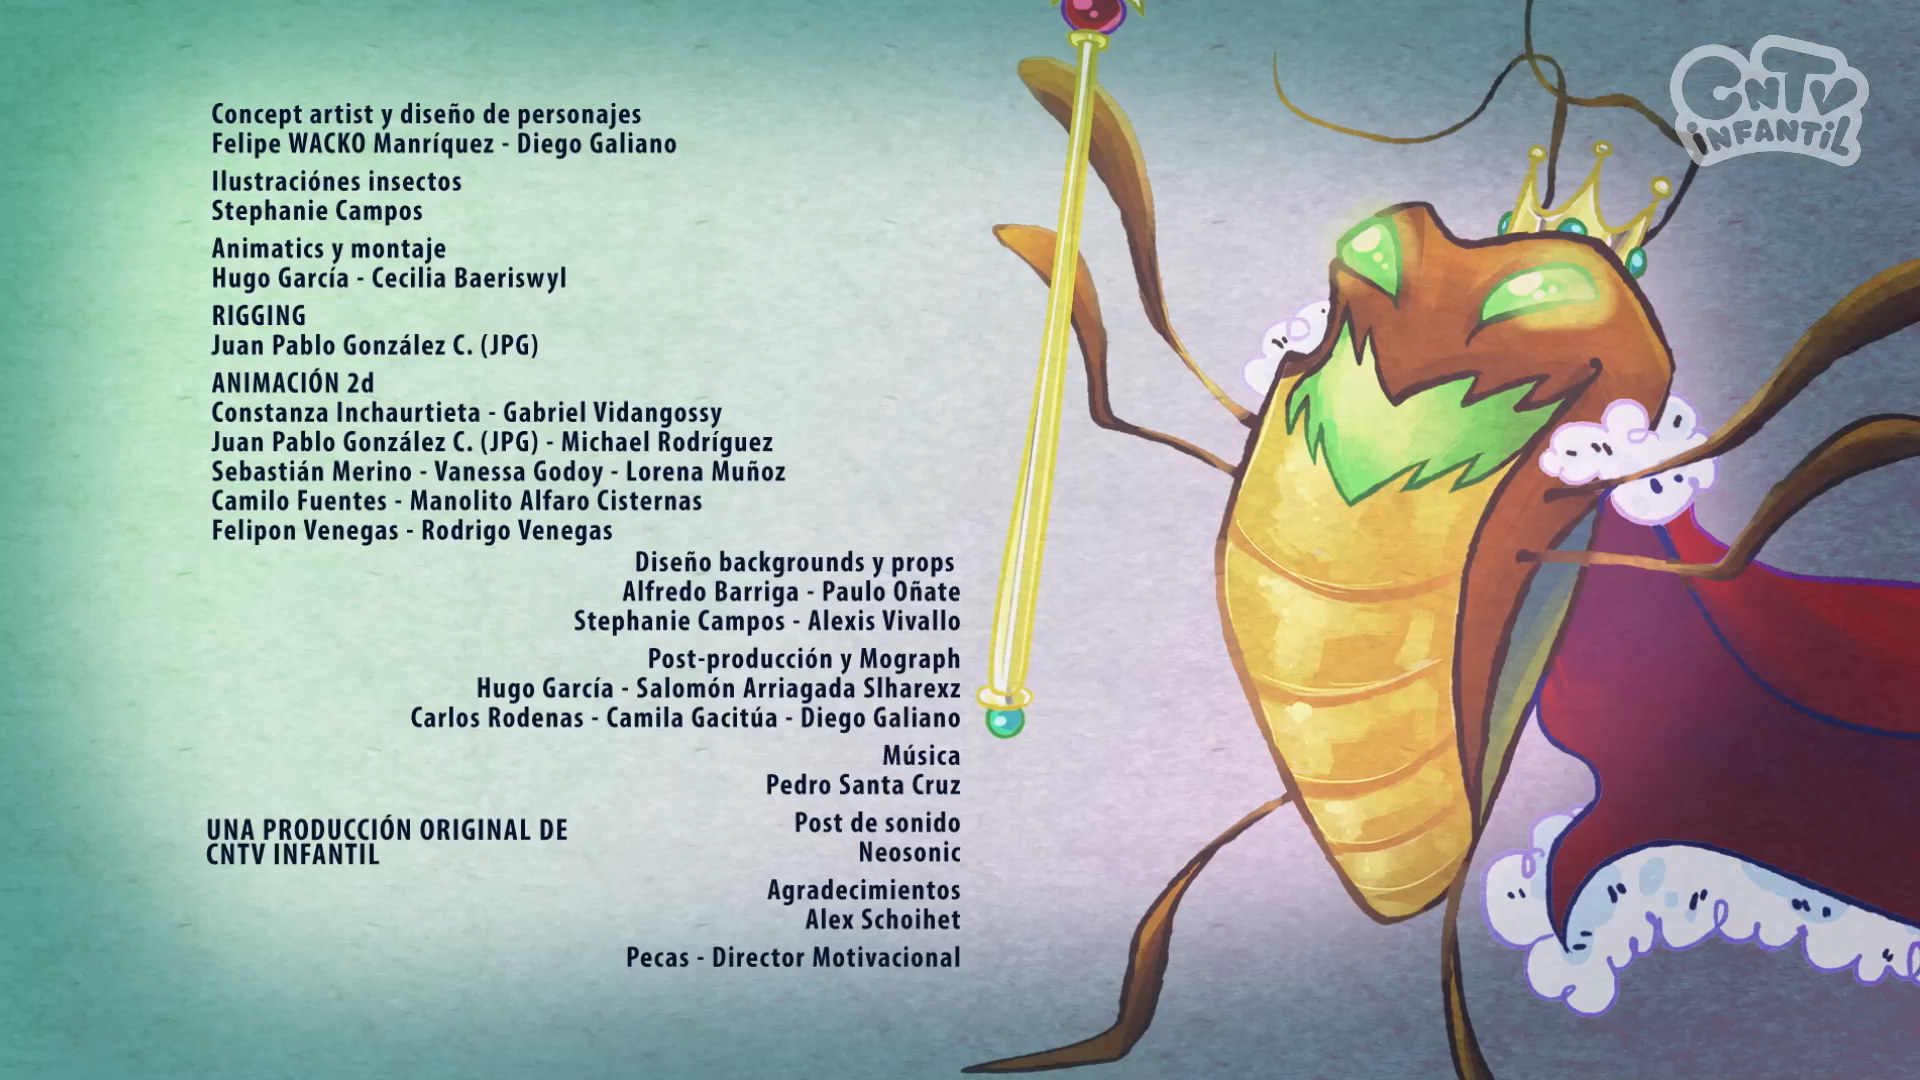 CNTV
iNFANTiL
Concept artist y diseño de personajes
Felipe WACKO Manríquez - Diego Galiano
Ilustraciónes insectos
Stephanie Campos
Animatics y montaje
Hugo García - Cecilia Baeriswyl
RIGGING
Juan Pablo González C. (JPG)
ANIMACIÓN 2d
Constanza Inchaurtieta - Gabriel Vidangossy
Juan Pablo González C. (JPG) - Michael Rodríguez
Sebastián Merino - Vanessa Godoy - Lorena Muñoz
Camilo Fuentes - Manolito Alfaro Cisternas
Felipon Venegas - Rodrigo Venegas
Diseño backgrounds y props
Alfredo Barriga - Paulo Oñate
Stephanie Campos - Alexis Vivallo
Post-producción y Mograph
Hugo García - Salomón Arriagada Slharexz
Carlos Rodenas - Camila Gacitúa - Diego Galiano
Música
Pedro Santa Cruz
Post de sonido
Neosonic
Agradecimientos
Alex Schoihet
Pecas - Director Motivacional
UNA PRODUCCIÓN ORIGINAL DE
CNTV INFANTIL